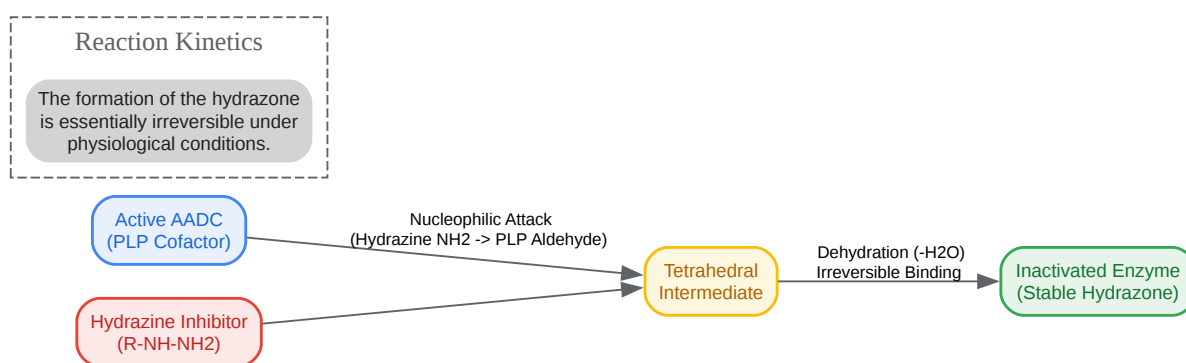 Reaction Kinetics
The formation of the hydrazone
is essentially irreversible under
physiological conditions.
Active AADC
(PLP Cofactor)
Nucleophilic Attack
(Hydrazine NH2 -> PLP Aldehyde)
Hydrazine Inhibitor
(R-NH-NH2)
Tetrahedral
Intermediate
Dehydration (-H2O)
Irreversible Binding
Inactivated Enzyme
(Stable Hydrazone)